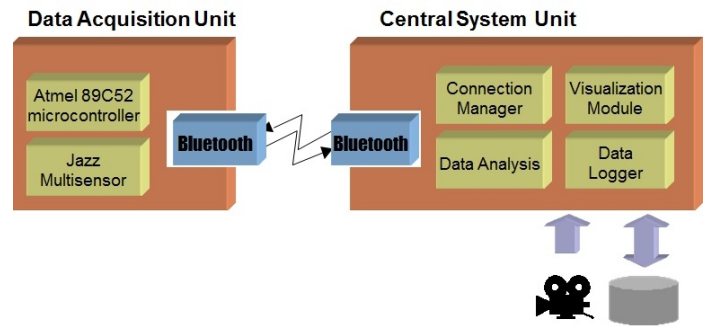 Data Acquisition Unit
Central System Unit
Atmel 89C52
microcontroller
Jazz
Multisensor
Bluetooth
Bluetooth
Connection
Manager
Visualization
Module
Data Analysis
Data
Logger